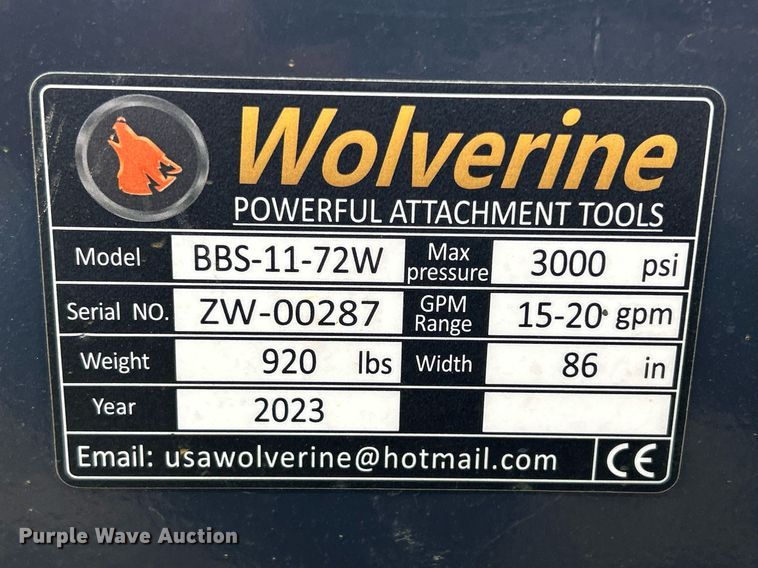 Wolverine
POWERFUL ATTACHMENT TOOLS
Model BBS-11-72W Max pressure 3000 psi
Serial NO. ZW-00287 GPM Range 15-20 gpm
Weight 920 lbs Width 86 in
Year 2023
Email: usawolverine@hotmail.com CE
Purple Wave Auction